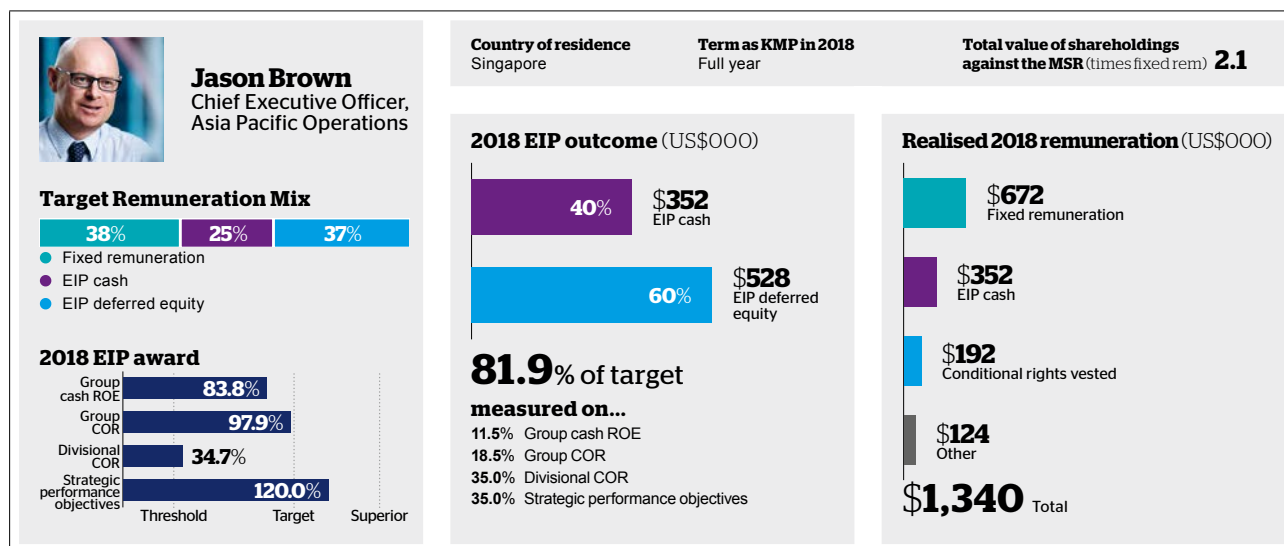 Jason Brown
Chief Executive Officer,
Asia Pacific Operations
Target Remuneration Mix
38% 25% 37%
Fixed remuneration
EIP cash
EIP deferred equity
2018 EIP award
Group
cash ROE
83.8%
Group
COR
97.9%
Divisional
COR
34.7%
Strategic
performance
objectives
120.0%
Threshold Target Superior
Country of residence
Singapore
Term as KMP in 2018
Full year
Total value of shareholdings
against the MSR (times fixed rem) 2.1
2018 EIP outcome (US$000)
40%
$352
EIP cash
60%
$528
EIP deferred
equity
81.9% of target
measured on...
11.5% Group cash ROE
18.5% Group COR
35.0% Divisional COR
35.0% Strategic performance objectives
Realised 2018 remuneration (US$000)
$672
Fixed remuneration
$352
EIP cash
$192
Conditional rights vested
$124
Other
$1,340 Total